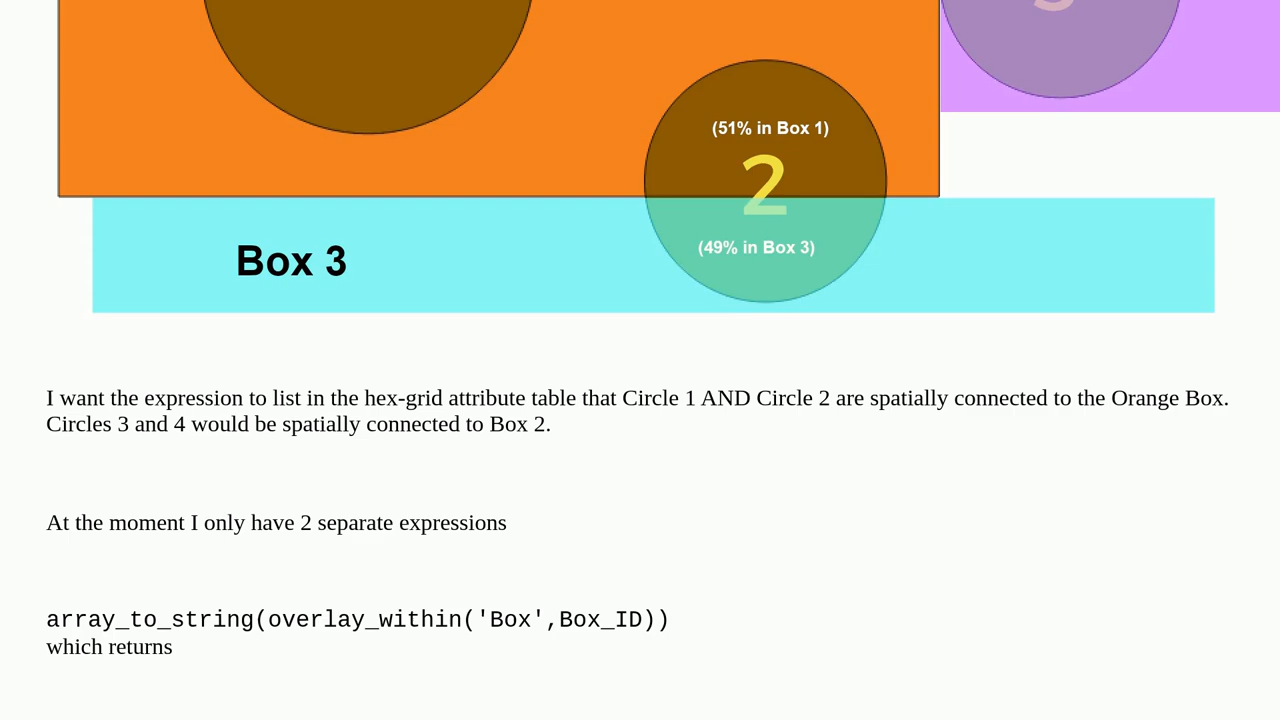 (51% in Box 1)
2
(49% in Box 3)
Box 3
I want the expression to list in the hex-grid attribute table that Circle 1 AND Circle 2 are spatially connected to the Orange Box.
Circles 3 and 4 would be spatially connected to Box 2.
At the moment I only have 2 separate expressions
array_to_string(overlay_within('Box',Box_ID))
which returns